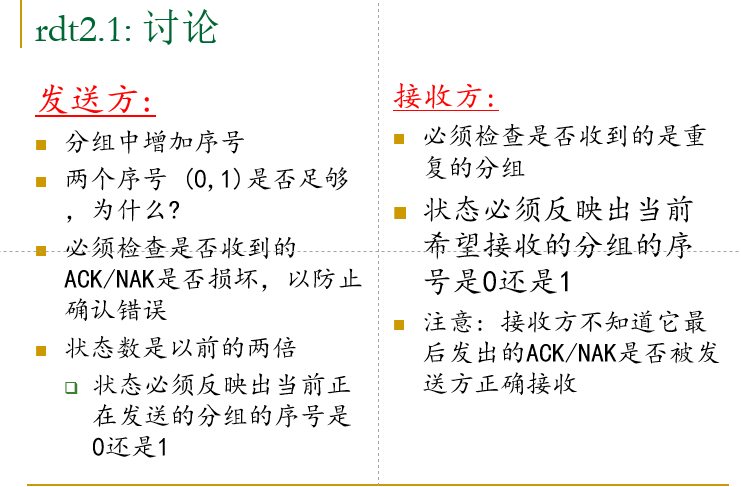 rdt2.1: 讨论
发送方:
分组中增加序号
两个序号 (0,1)是否足够
，为什么?
必须检查是否收到的
ACK/NAK是否损坏，以防止
确认错误
状态数是以前的两倍
状态必须反映出当前正
在发送的分组的序号是
0还是1
接收方:
必须检查是否收到的是重
复的分组
状态必须反映出当前
希望接收的分组的序
号是0还是1
注意: 接收方不知道它最
后发出的ACK/NAK是否被发
送方正确接收